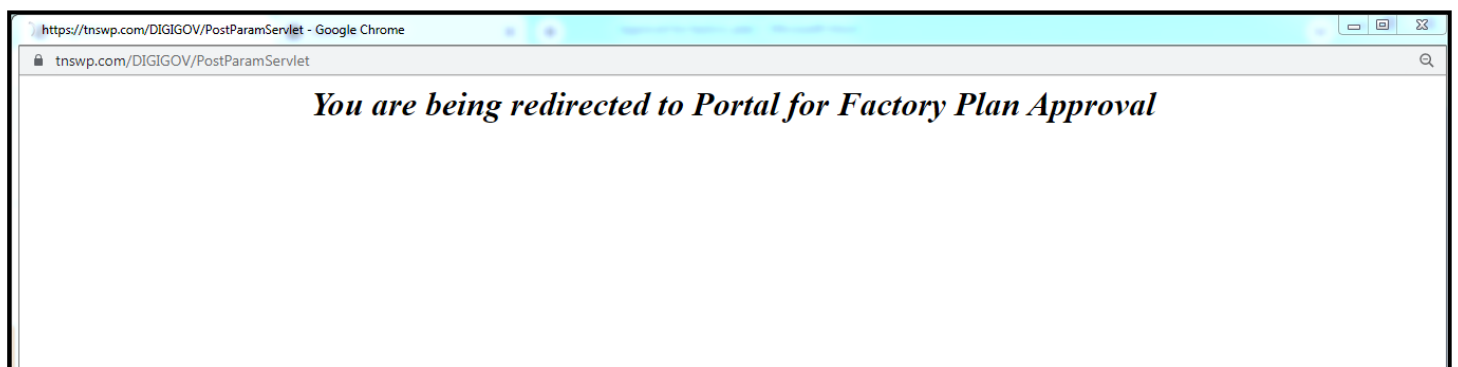 https://tnswp.com/DIGIGOV/PostParamServlet - Google Chrome
tnswp.com/DIGIGOV/PostParamServlet
You are being redirected to Portal for Factory Plan Approval